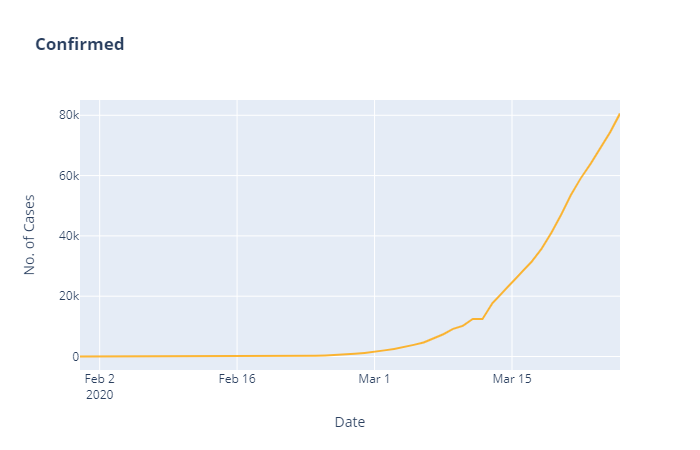 Confirmed
80k
60k
40k
20k
0
No. of Cases
Feb 2
2020
Feb 16
Mar 1
Mar 15
Date